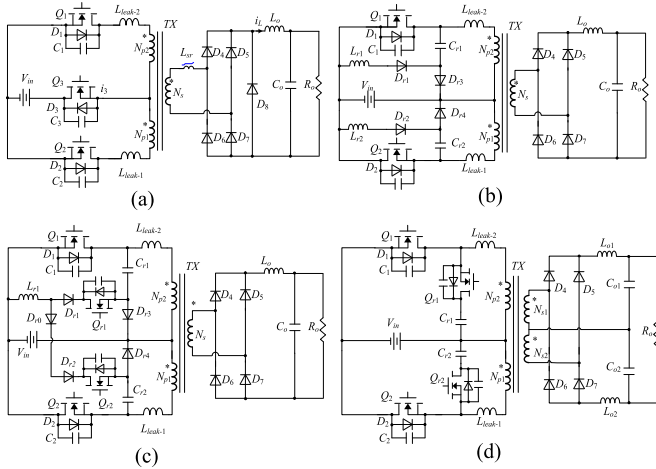 Q1 Lleak-2 TX
D1
C1
Np2
Lsr
D4 D5
iL Lo
Q3 i3
Vin
D3
C3
Ns
D8
Co
Ro
Np1
Q2
D2
C2
Lleak-1
D6 D7
(a)
Q1 Lleak-2 TX
D1
C1
Lr1
Cr1
Np2
Dr1
Dr3
D4 D5
Lo
Vin
Dr4
Ns
Co
Ro
Lr2
Dr2
Q2
Cr2
Np1
D2
C2
Lleak-1
D6 D7
(b)
Q1 Lleak-2
D1
C1
TX
Cr1
Lr1
Dr1
Qr1
Np2
Dr0
Dr3
D4 D5
Lo
Vin
Dr4
Ns
Co
Ro
Dr2
Qr2
Cr2
Np1
Q2
D2
C2
Lleak-1
D6 D7
(c)
Q1 Lleak-2
D1
C1
TX
Qr1
Np2
Cr1
Lo1
D4 D5
Ns1
Co1
Vin
Cr2
Ns2
Ro
Qr2
Np1
Co2
Q2
D2
C2
Lleak-1
D6 D7
Lo2
(d)